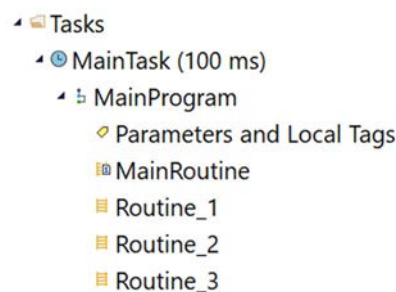 Tasks
MainTask (100 ms)
MainProgram
Parameters and Local Tags
MainRoutine
Routine_1
Routine_2
Routine_3